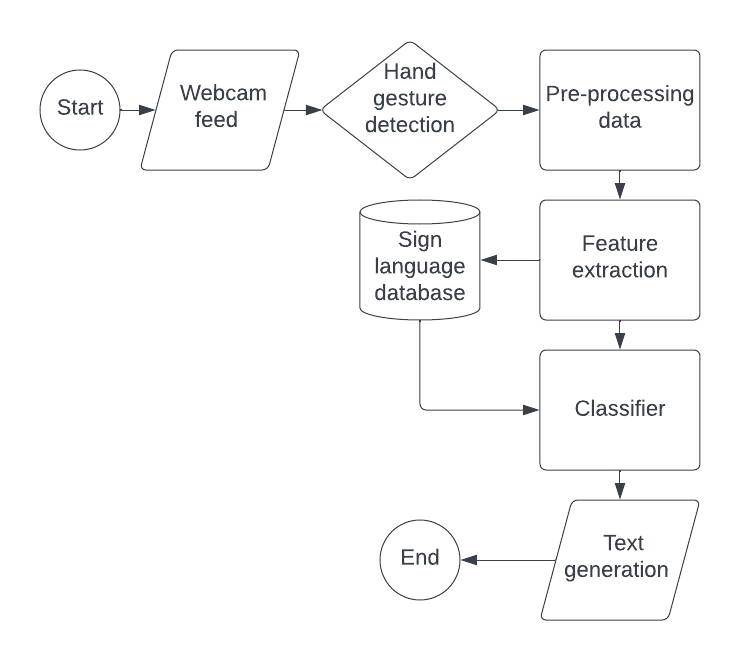 Start
Webcam
feed
Hand
gesture
detection
Pre-processing
data
Sign
language
database
Feature
extraction
Classifier
Text
generation
End